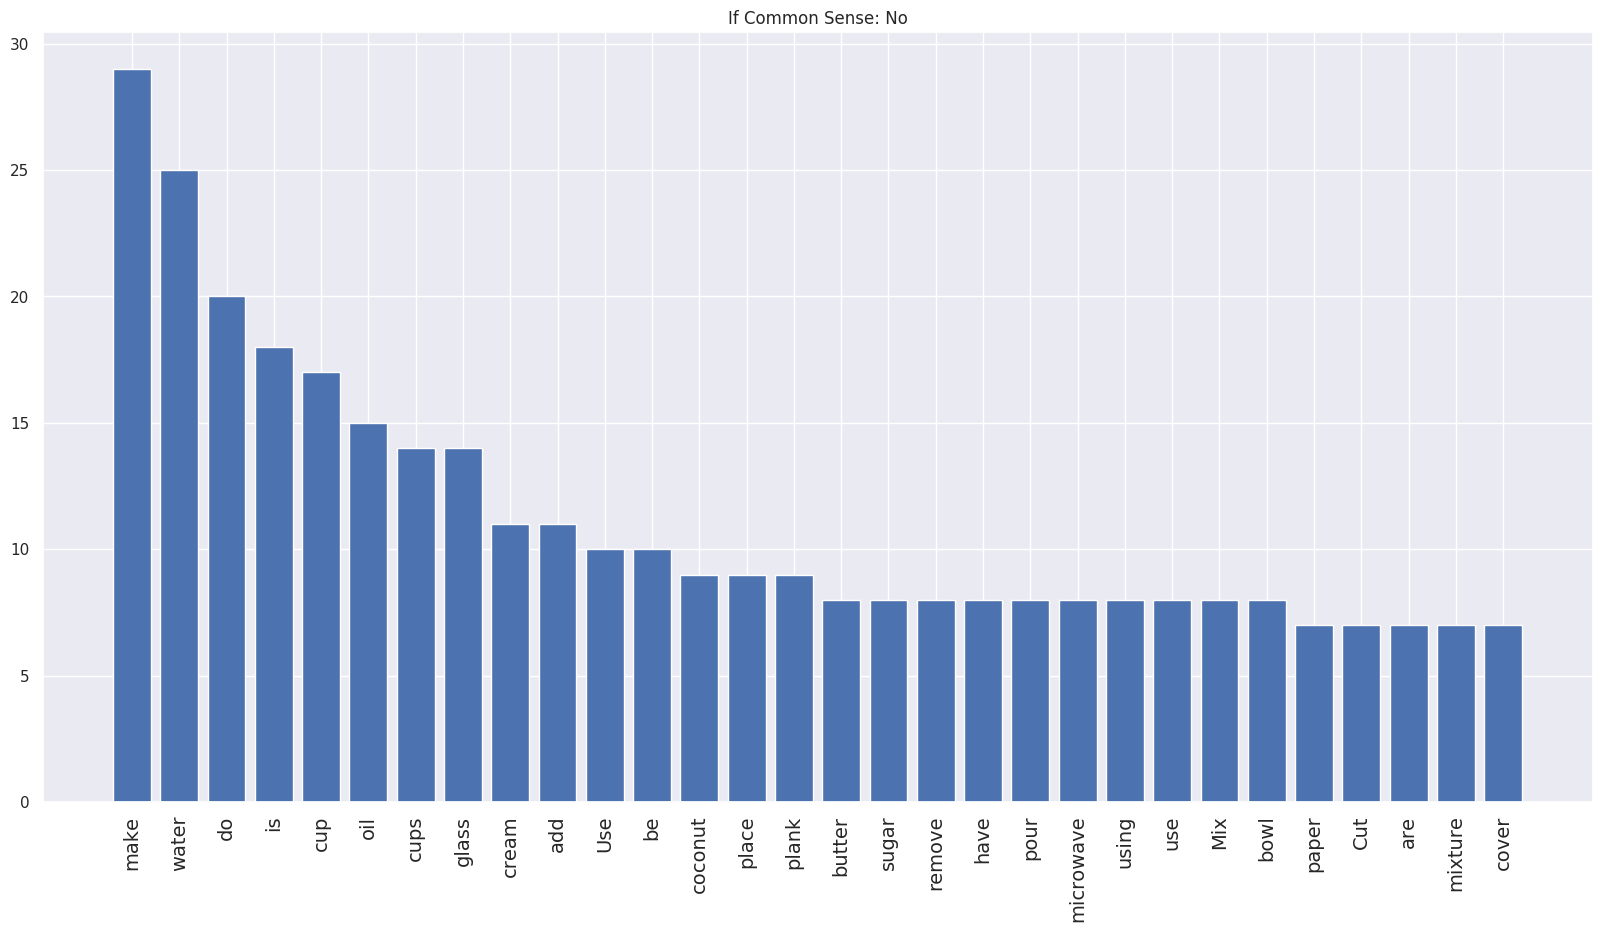 If Common Sense: No
30
25
20
15
10
5
0
make
water
do
is
cup
oil
cups
glass
cream
add
Use
be
coconut
place
plank
butter
sugar
remove
have
pour
microwave
using
use
Mix
bowl
paper
Cut
are
mixture
cover